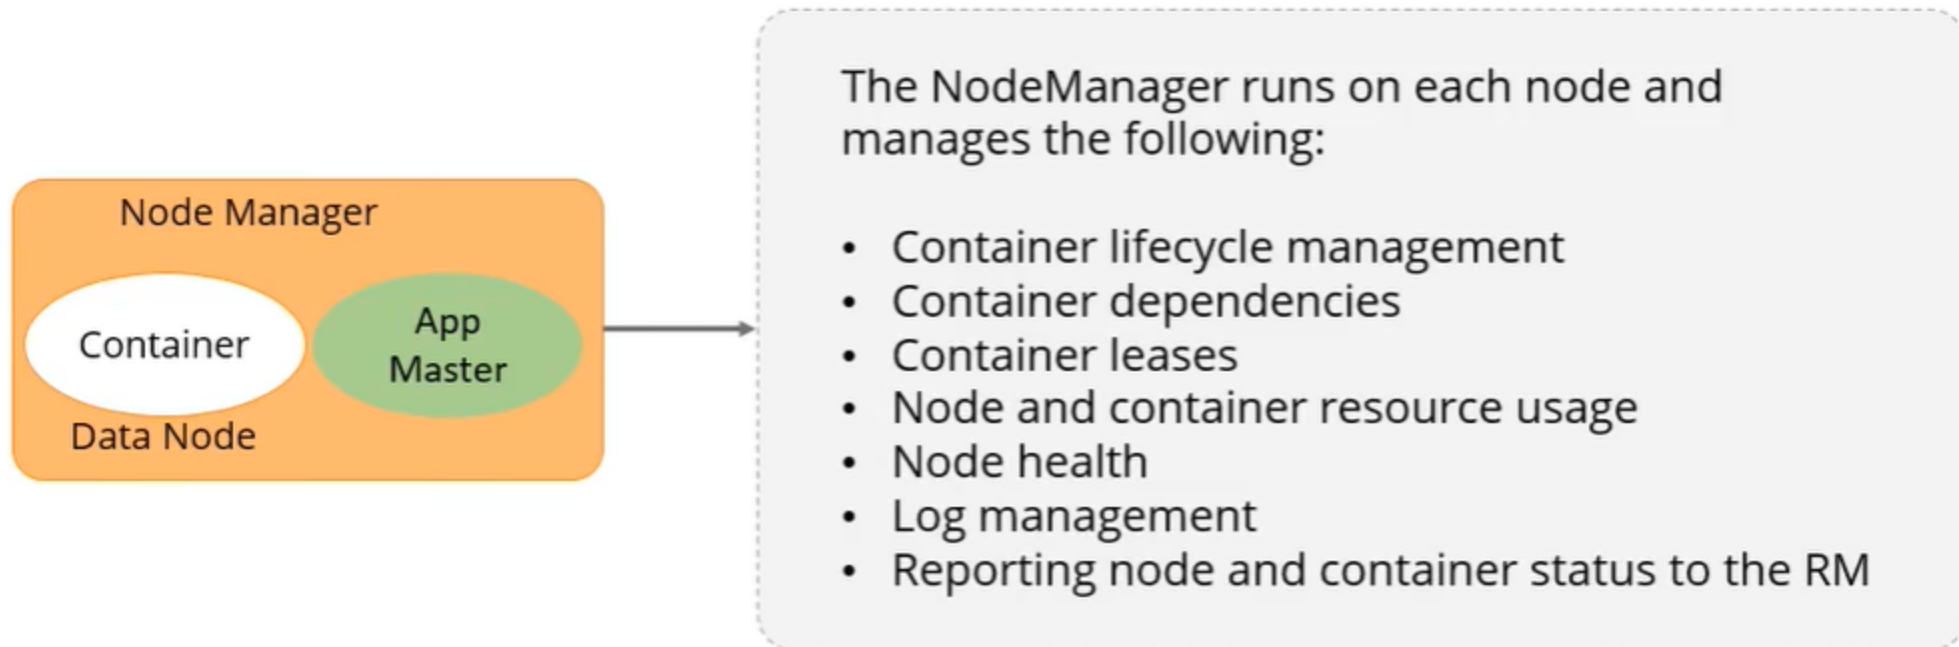 Node Manager
Container
App
Master
Data Node
The NodeManager runs on each node and
manages the following:
• Container lifecycle management
• Container dependencies
• Container leases
• Node and container resource usage
• Node health
• Log management
• Reporting node and container status to the RM